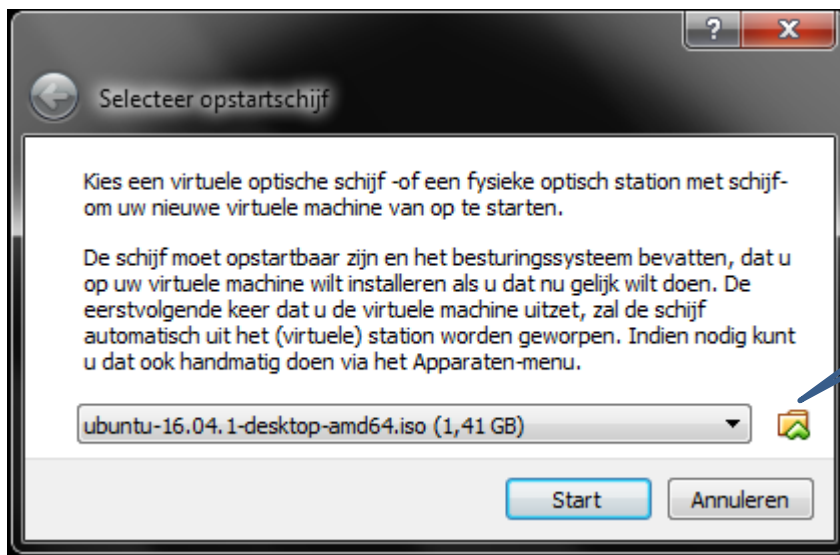 ?
x
Selecteer opstartschijf
Kies een virtuele optische schijf -of een fysieke optisch station met schijf-
om uw nieuwe virtuele machine van op te starten.
De schijf moet opstartbaar zijn en het besturingssysteem bevatten, dat u
op uw virtuele machine wilt installeren als u dat nu gelijk wilt doen. De
eerstvolgende keer dat u de virtuele machine uitzet, zal de schijf
automatisch uit het (virtuele) station worden geworpen. Indien nodig kunt
u dat ook handmatig doen via het Apparaten-menu.
ubuntu-16.04.1-desktop-amd64.iso (1,41 GB)
Start Annuleren